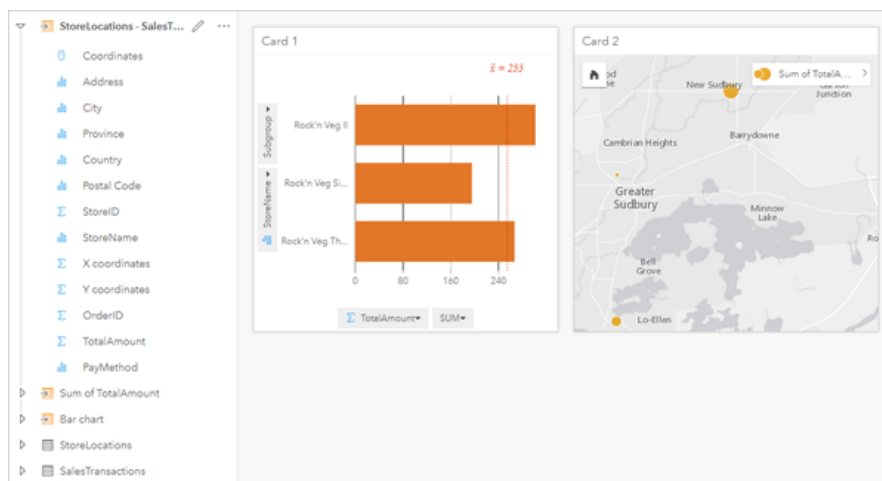 StoreLocations - SalesT...
Coordinates
Address
City
Province
Country
Postal Code
StoreID
StoreName
X coordinates
Y coordinates
OrderID
TotalAmount
PayMethod
Sum of TotalAmount
Bar chart
StoreLocations
SalesTransactions
Card 1
x̄ = 255
Subgroup
StoreName
Rock'n Veg II
Rock'n Veg Si...
Rock'n Veg Th...
0 80 160 240
Σ TotalAmount
SUM
Card 2
Sum of TotalA...
New Sudbury
Junction
Cambrian Heights
Barrydowne
Greater
Sudbury
Minnow
Lake
Ro
Bell
Grove
Lo-Ellen